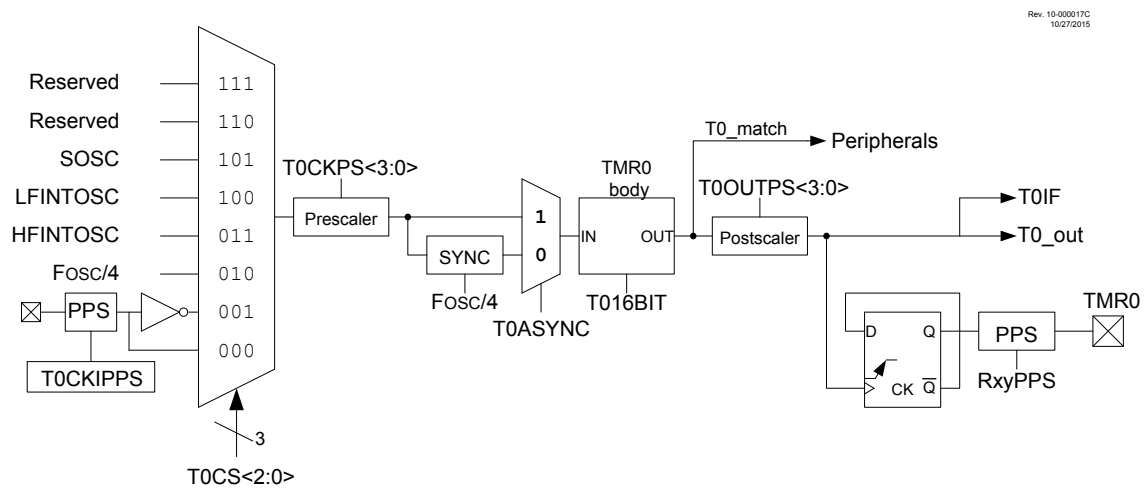 Rev. 10-000017C
10/27/2015
Reserved
111
Reserved
110
SOSC
101
LFINTOSC
100
HFINTOSC
011
FOSC/4
010
PPS
001
000
T0CKIPPS
3
T0CS<2:0>
T0CKPS<3:0>
Prescaler
SYNC
FOSC/4
1
0
T0ASYNC
TMR0
body
IN
OUT
T016BIT
T0_match
Peripherals
T0OUTPS<3:0>
Postscaler
T0IF
T0_out
D
Q
CK
Q̅
PPS
RxyPPS
TMR0